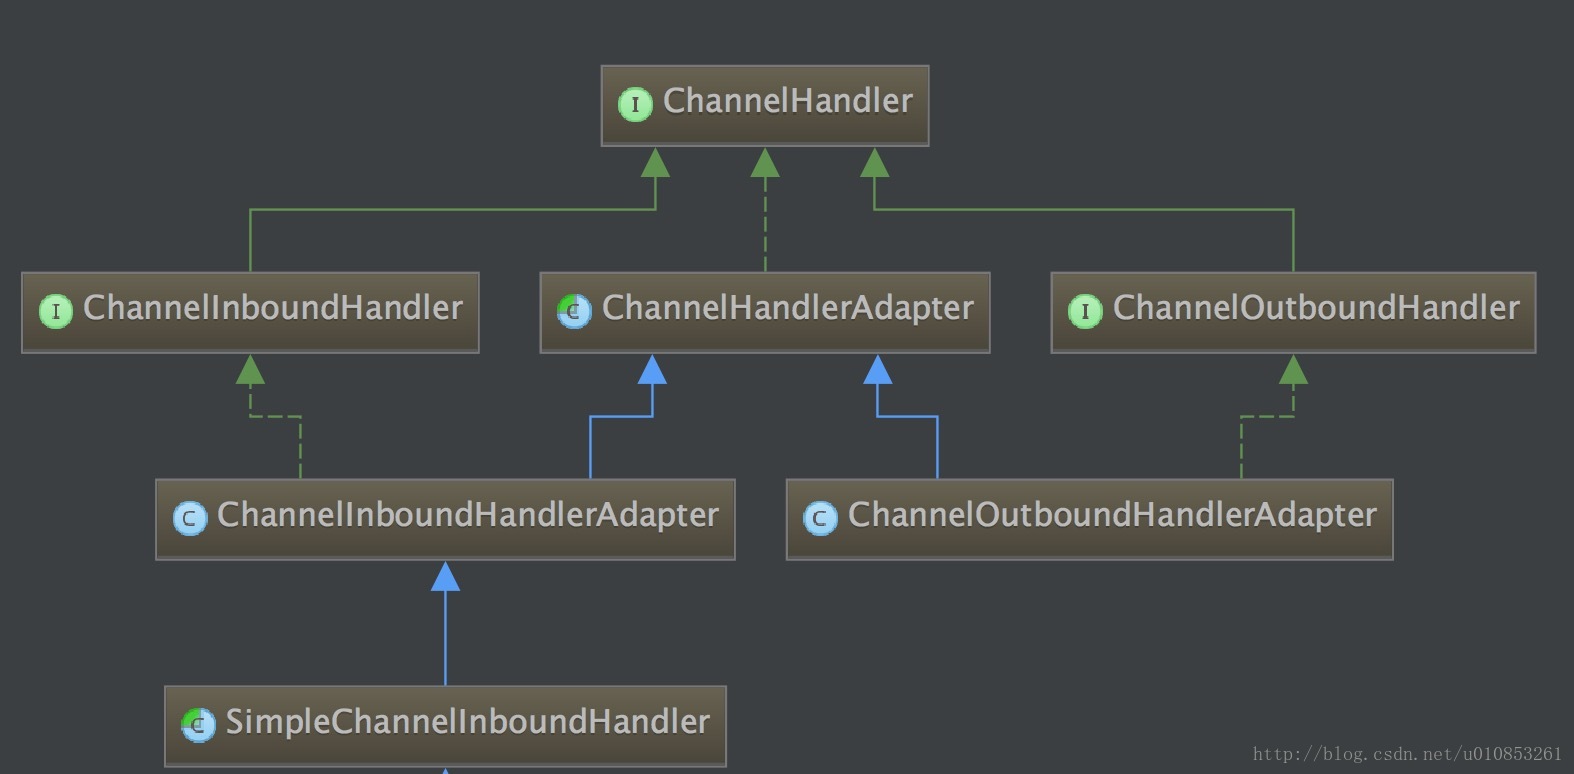 I ChannelHandler
I ChannelInboundHandler
C ChannelHandlerAdapter
I ChannelOutboundHandler
C ChannelInboundHandlerAdapter
C ChannelOutboundHandlerAdapter
C SimpleChannelInboundHandler
http://blog.csdn.net/u010853261